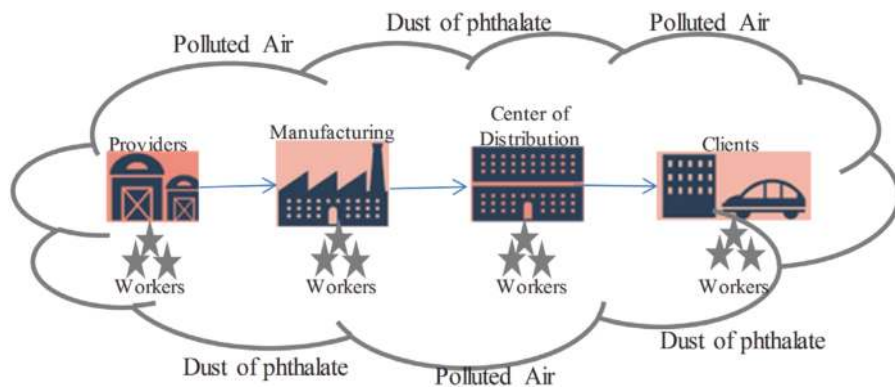 Dust of phthalate
Polluted Air
Polluted Air
Center of
Distribution
Providers
Manufacturing
Clients
Workers
Workers
Workers
Workers
Dust of phthalate
Polluted Air
Dust of phthalate